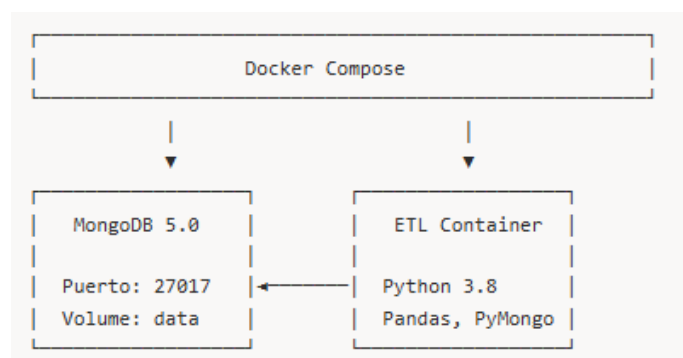 Docker Compose
MongoDB 5.0
Puerto: 27017
Volume: data
ETL Container
Python 3.8
Pandas, PyMongo